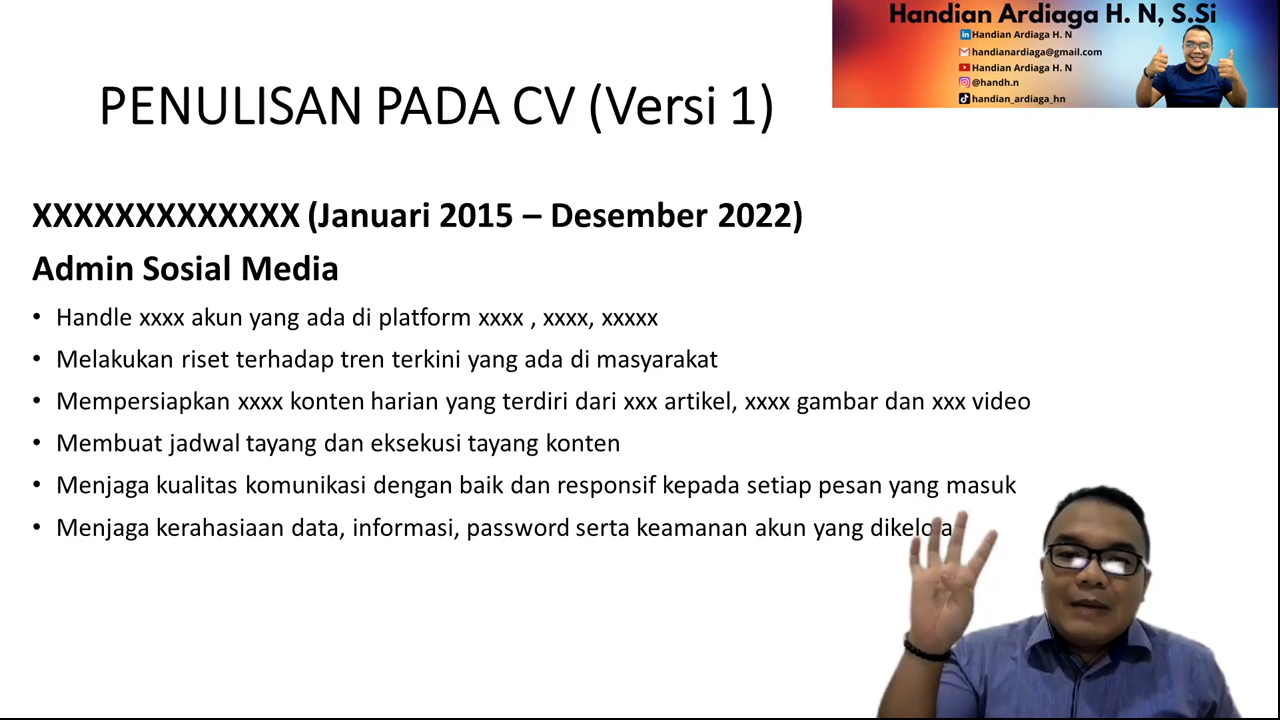 Handian Ardiaga H. N, S.Si
Handian Ardiaga H. N
handianardiaga@gmail.com
Handian Ardiaga H. N
@handh.n
handian_ardiaga_hn
PENULISAN PADA CV (Versi 1)
XXXXXXXXXXXXX (Januari 2015 – Desember 2022)
Admin Sosial Media
• Handle xxxx akun yang ada di platform xxxx , xxxx, xxxxx
• Melakukan riset terhadap tren terkini yang ada di masyarakat
• Mempersiapkan xxxx konten harian yang terdiri dari xxx artikel, xxxx gambar dan xxx video
• Membuat jadwal tayang dan eksekusi tayang konten
• Menjaga kualitas komunikasi dengan baik dan responsif kepada setiap pesan yang masuk
• Menjaga kerahasiaan data, informasi, password serta keamanan akun yang dikelola